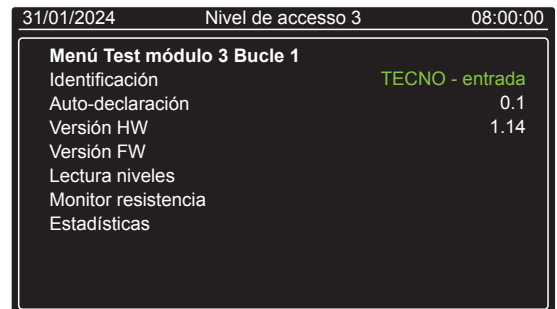 31/01/2024 Nivel de accesso 3 08:00:00
Menú Test módulo 3 Bucle 1
Identificación TECNO - entrada
Auto-declaración 0.1
Versión HW 1.14
Versión FW
Lectura niveles
Monitor resistencia
Estadísticas